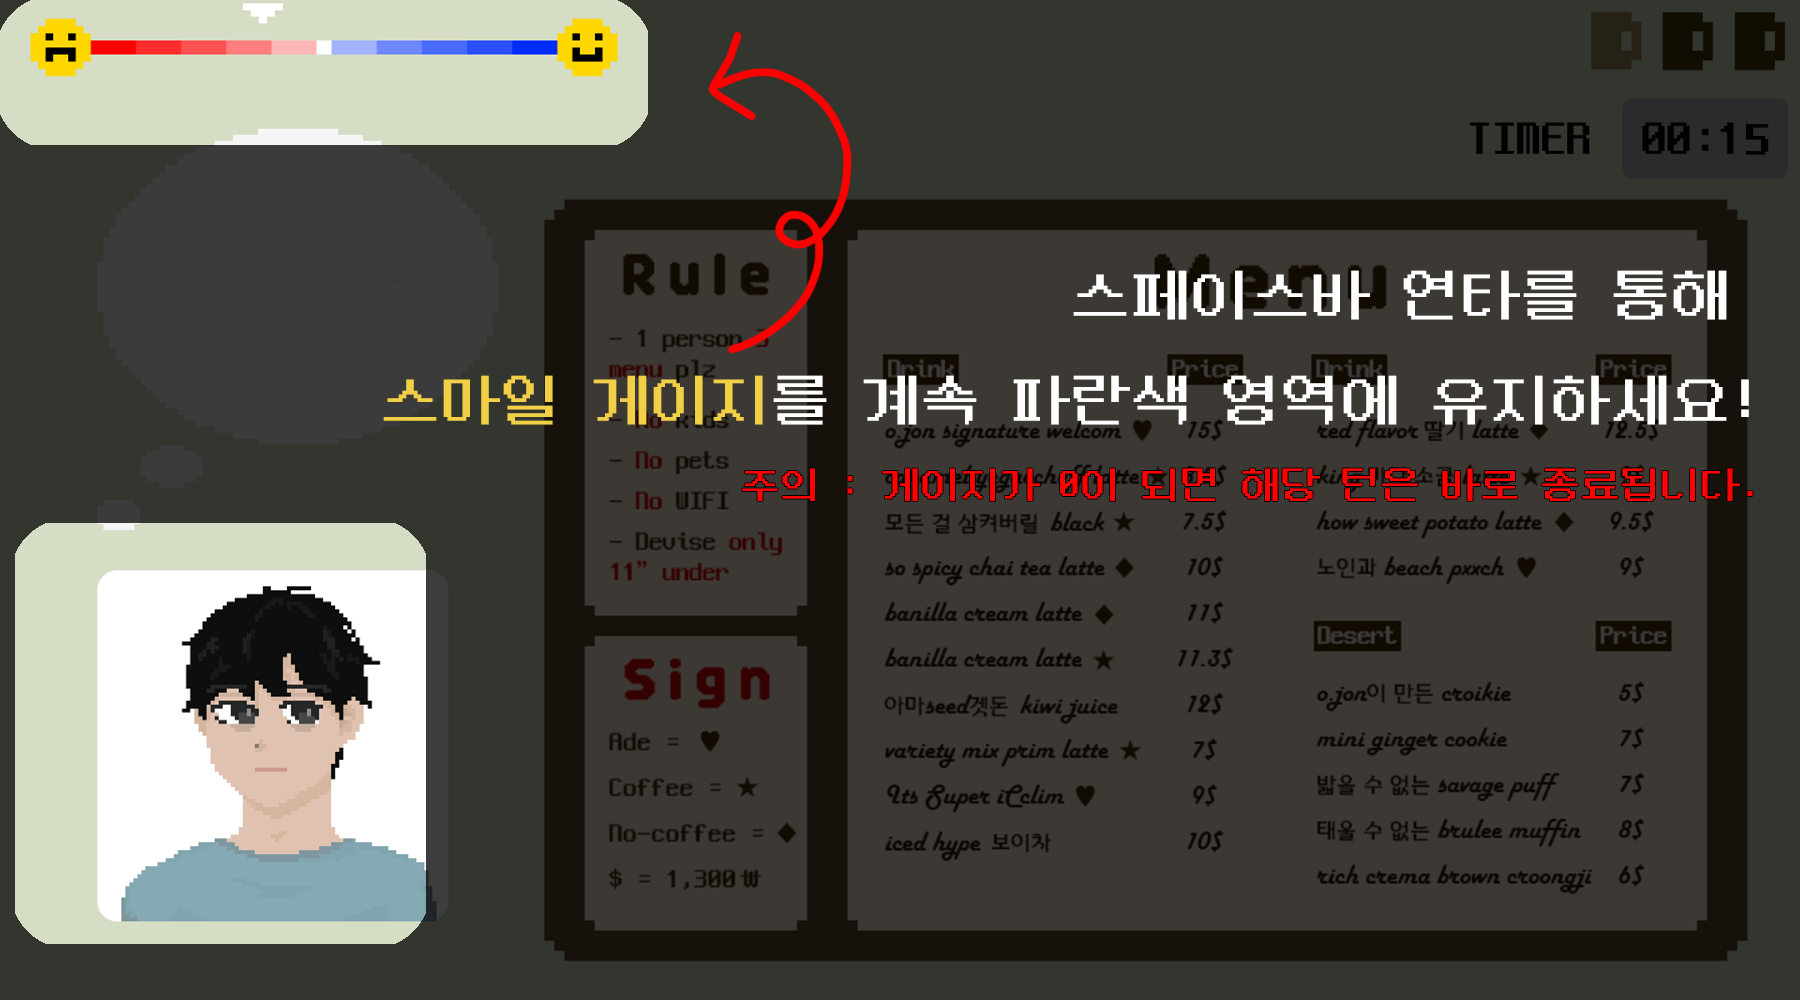 TIMER 00:15
Rule
- 1 person 3
menu plz
- No kids
- No pets
- No WIFI
- Devise only
11” under
Sign
Ade = ♥
Coffee = ★
No-coffee = ◆
$ = 1,300₩
Menu
스페이스바 연타를 통해
스마일 게이지를 계속 파란색 영역에 유지하세요!
주의 : 게이지가 0이 되면 해당 턴은 바로 종료됩니다.
Drink Price
o.jon signature welcom ♥ 15$
모든 걸 삼켜버릴 black ★ 7.5$
so spicy chai tea latte ◆ 10$
banilla cream latte ◆ 11$
banilla cream latte ★ 11.3$
아마seed겟돈 kiwi juice 12$
variety mix prim latte ★ 7$
Its Super iCclim ♥ 9$
iced hype 보이차 10$
Drink Price
red flavor 딸기 latte ◆ 12.5$
how sweet potato latte ◆ 9.5$
노인과 beach pxxch ♥ 9$
Desert Price
o.jon이 만든 croikie 5$
mini ginger cookie 7$
밟을 수 없는 savage puff 7$
태울 수 없는 brulee muffin 8$
rich crema brown croongji 6$